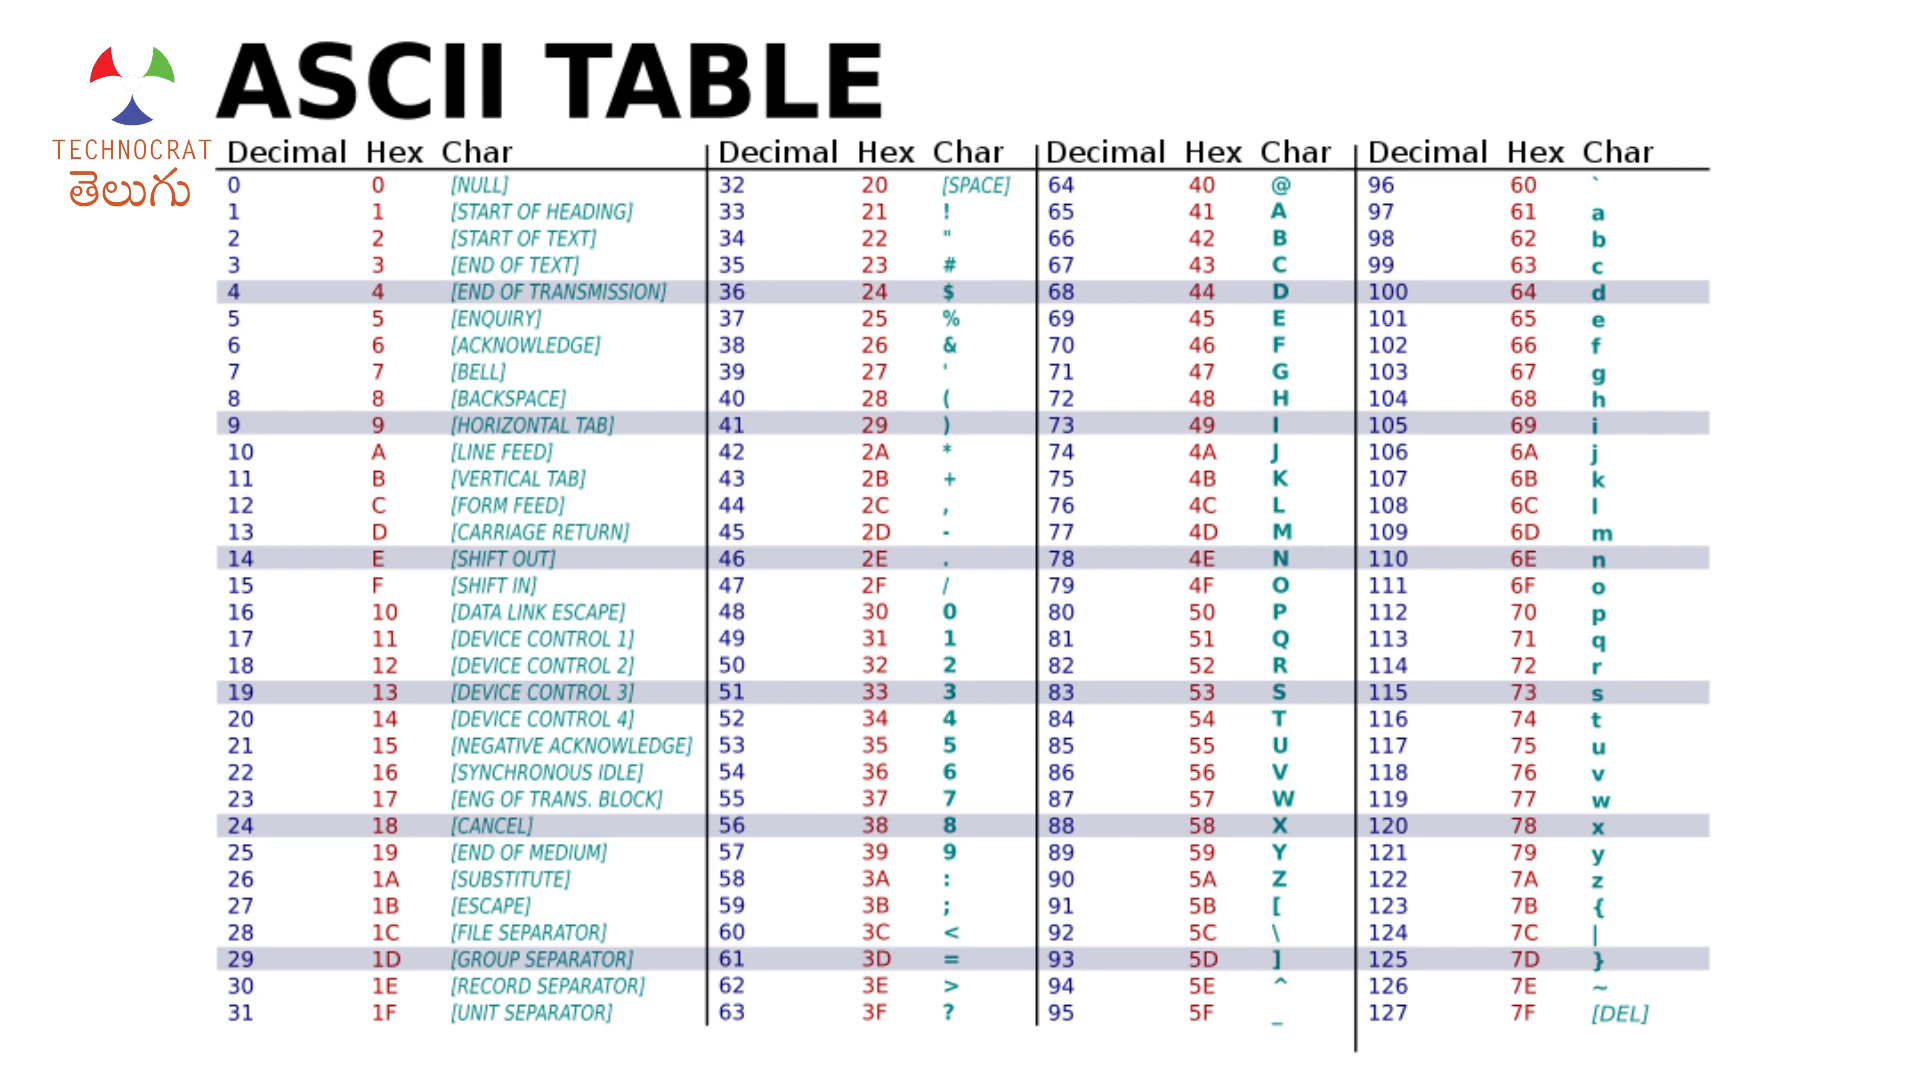 ASCII TABLE
TECHNOCRAT
తెలుగు
Decimal Hex Char Decimal Hex Char Decimal Hex Char Decimal Hex Char
0 0 [NULL] 32 20 [SPACE] 64 40 @ 96 60 `
1 1 [START OF HEADING] 33 21 ! 65 41 A 97 61 a
2 2 [START OF TEXT] 34 22 " 66 42 B 98 62 b
3 3 [END OF TEXT] 35 23 # 67 43 C 99 63 c
4 4 [END OF TRANSMISSION] 36 24 $ 68 44 D 100 64 d
5 5 [ENQUIRY] 37 25 % 69 45 E 101 65 e
6 6 [ACKNOWLEDGE] 38 26 & 70 46 F 102 66 f
7 7 [BELL] 39 27 ' 71 47 G 103 67 g
8 8 [BACKSPACE] 40 28 ( 72 48 H 104 68 h
9 9 [HORIZONTAL TAB] 41 29 ) 73 49 I 105 69 i
10 A [LINE FEED] 42 2A * 74 4A J 106 6A j
11 B [VERTICAL TAB] 43 2B + 75 4B K 107 6B k
12 C [FORM FEED] 44 2C , 76 4C L 108 6C l
13 D [CARRIAGE RETURN] 45 2D - 77 4D M 109 6D m
14 E [SHIFT OUT] 46 2E . 78 4E N 110 6E n
15 F [SHIFT IN] 47 2F / 79 4F O 111 6F o
16 10 [DATA LINK ESCAPE] 48 30 0 80 50 P 112 70 p
17 11 [DEVICE CONTROL 1] 49 31 1 81 51 Q 113 71 q
18 12 [DEVICE CONTROL 2] 50 32 2 82 52 R 114 72 r
19 13 [DEVICE CONTROL 3] 51 33 3 83 53 S 115 73 s
20 14 [DEVICE CONTROL 4] 52 34 4 84 54 T 116 74 t
21 15 [NEGATIVE ACKNOWLEDGE] 53 35 5 85 55 U 117 75 u
22 16 [SYNCHRONOUS IDLE] 54 36 6 86 56 V 118 76 v
23 17 [ENG OF TRANS. BLOCK] 55 37 7 87 57 W 119 77 w
24 18 [CANCEL] 56 38 8 88 58 X 120 78 x
25 19 [END OF MEDIUM] 57 39 9 89 59 Y 121 79 y
26 1A [SUBSTITUTE] 58 3A : 90 5A Z 122 7A z
27 1B [ESCAPE] 59 3B ; 91 5B [ 123 7B {
28 1C [FILE SEPARATOR] 60 3C < 92 5C \ 124 7C |
29 1D [GROUP SEPARATOR] 61 3D = 93 5D ] 125 7D }
30 1E [RECORD SEPARATOR] 62 3E > 94 5E ^ 126 7E ~
31 1F [UNIT SEPARATOR] 63 3F ? 95 5F _ 127 7F [DEL]